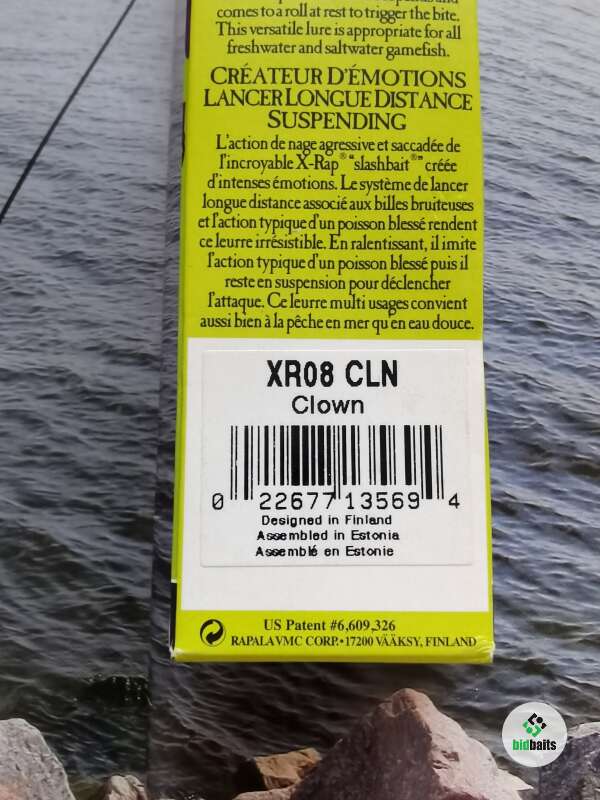 comes to a roll at rest to trigger the bite.
This versatile lure is appropriate for all
freshwater and saltwater gamefish.
CRÉATEUR D'ÉMOTIONS
LANCER LONGUE DISTANCE
SUSPENDING
L'action de nage agressive et saccadée de
l'incroyable X-Rap® "slashbait®" créée
d'intenses émotions. Le système de lancer
longue distance associé aux billes bruiteuses
et l'action typique d'un poisson blessé rendent
ce leurre irrésistible. En ralentissant, il imite
l'action typique d'un poisson blessé puis il
reste en suspension pour déclencher
l'attaque. Ce leurre multi usages convient
aussi bien à la pêche en mer qu en eau douce.
XR08 CLN
Clown
0 22677 13569 4
Designed in Finland
Assembled in Estonia
Assemblé en Estonie
US Patent #6,609,326
RAPALA VMC CORP.•17200 VÄÄKSY, FINLAND
bidbaits